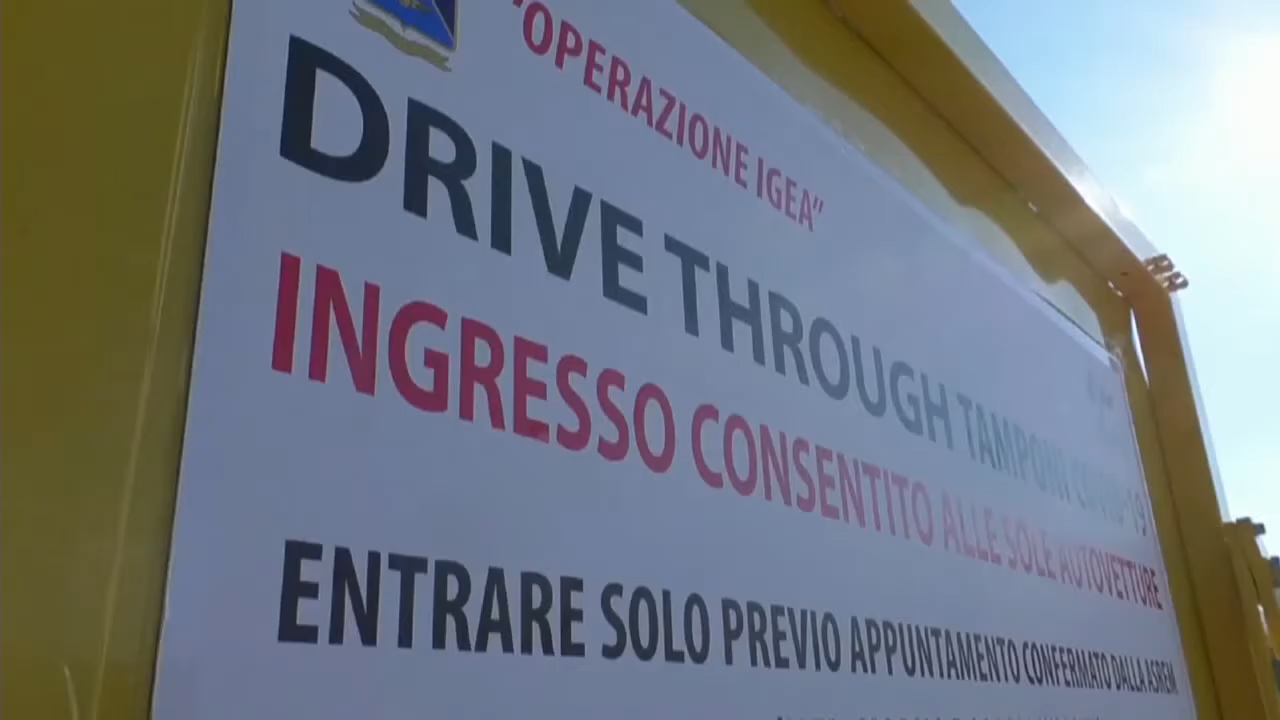 "OPERAZIONE IGEA"
DRIVE THROUGH TAMPONI COVID-19
INGRESSO CONSENTITO ALLE SOLE AUTOVETTURE
ENTRARE SOLO PREVIO APPUNTAMENTO CONFERMATO DALLA ASREM